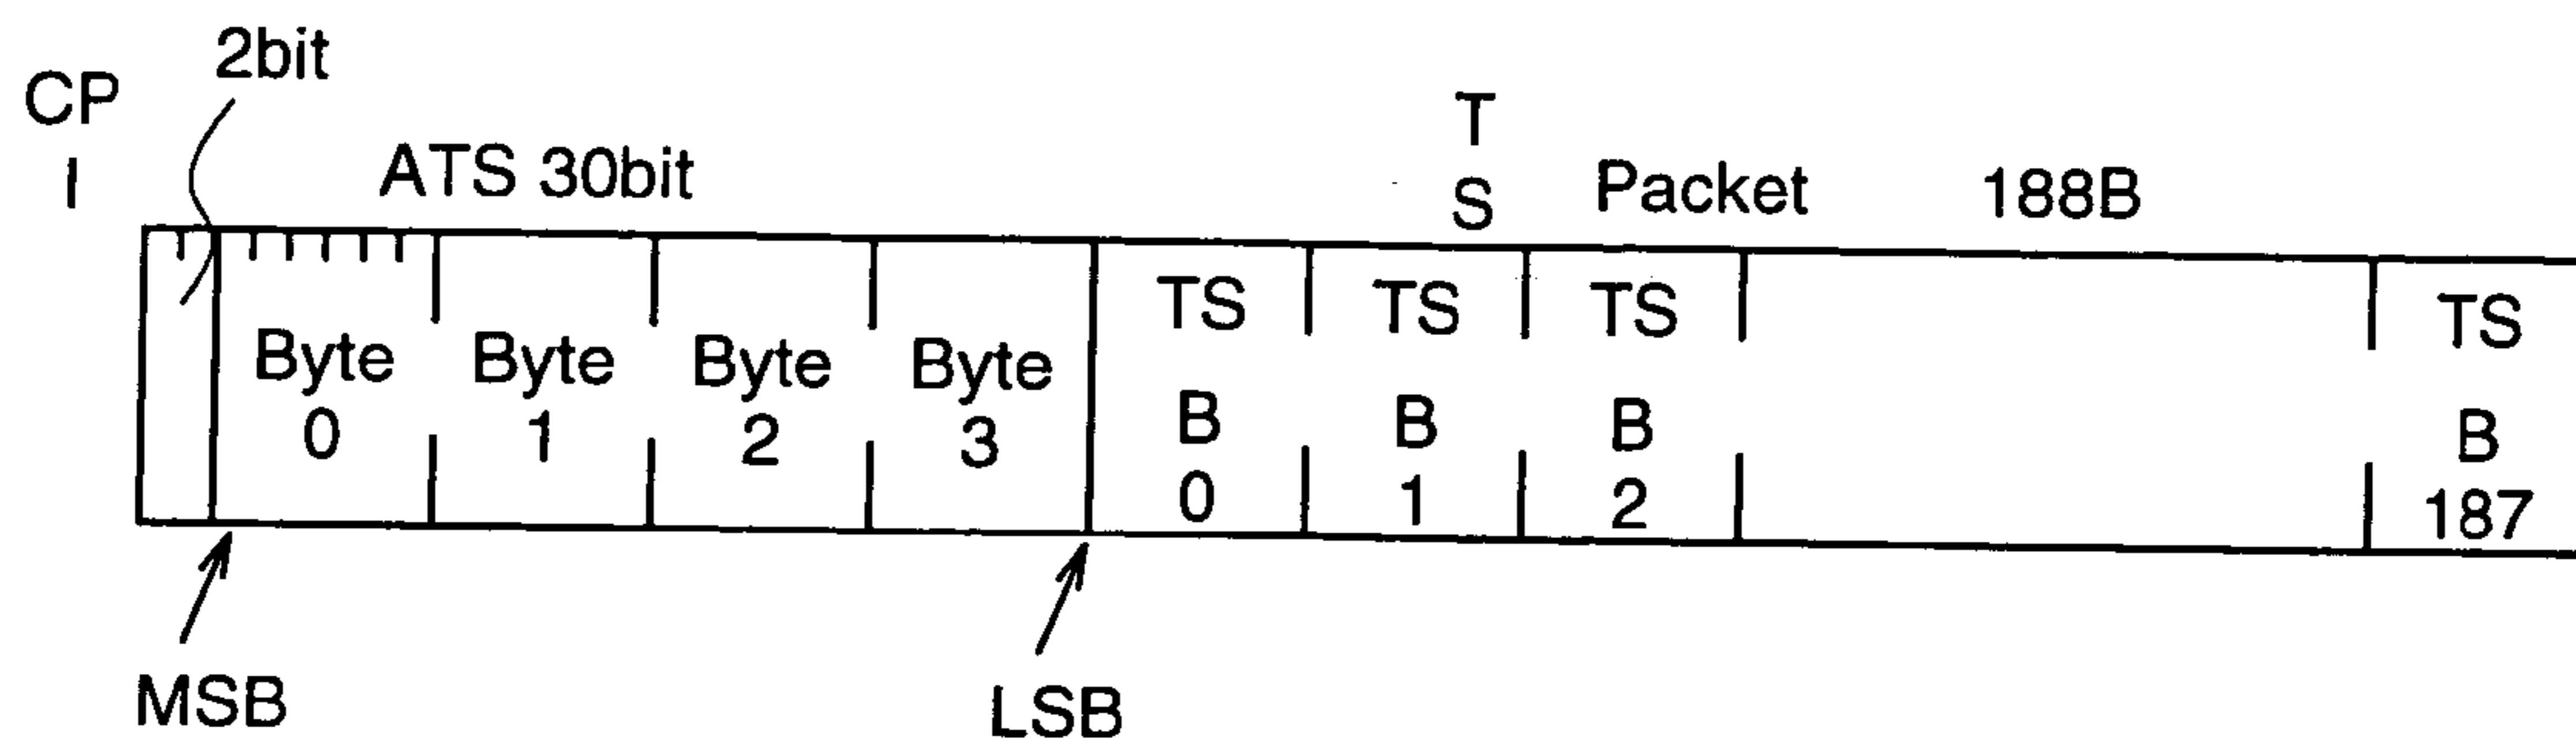 2bit
CP
I
ATS 30bit
T
S
Packet
188B
Byte
0
Byte
1
Byte
2
Byte
3
TS
B
0
TS
B
1
TS
B
2
TS
B
187
MSB
LSB